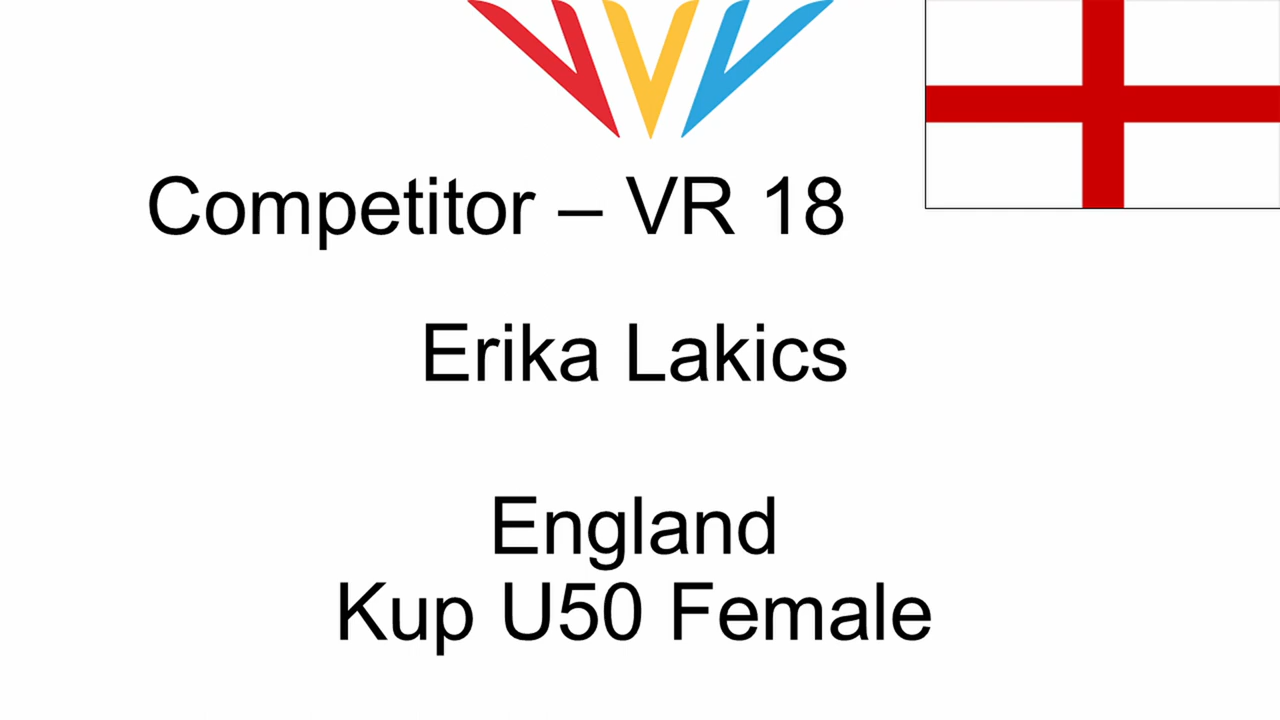 Competitor – VR 18
Erika Lakics
England
Kup U50 Female